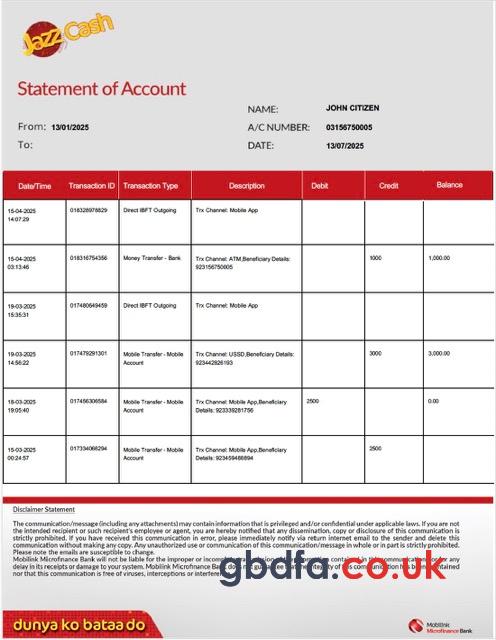 Jazz Cash
Statement of Account
NAME: JOHN CITIZEN
From: 13/01/2025 A/C NUMBER: 03156750005
To: DATE: 13/07/2025
Date/Time Transaction ID Transaction Type Description Debit Credit Balance
15-04-2025 018328978829 Direct IBFT Outgoing Trx Channel: Mobile App
14:07:29
15-04-2025 018316754356 Money Transfer - Bank Trx Channel: ATM,Beneficiary Details: 1000 1,000.00
03:13:46 923156750005
19-03-2025 017480649459 Direct IBFT Outgoing Trx Channel: Mobile App
15:35:31
19-03-2025 017479291301 Mobile Transfer - Mobile Trx Channel: USSD,Beneficiary Details: 3000 3,000.00
14:56:22 Account 923442826193
18-03-2025 017456306584 Mobile Transfer - Mobile Trx Channel: Mobile App,Beneficiary 2500 0.00
19:05:40 Account Details: 923339281756
15-03-2025 017334068294 Mobile Transfer - Mobile Trx Channel: Mobile App,Beneficiary 2500
00:24:57 Account Details: 923459486894
Disclaimer Statement
The communication/message (including any attachments) may contain information that is privileged and/or confidential under applicable laws. If you are not
the intended recipient or such recipient's employee or agent, you are hereby notified that any dissemination, copy or disclosure of this communication is
strictly prohibited. If you have received this communication in error, please immediately notify via return internet email to the sender and delete this
communication without making any copy. Any unauthorized use or communication of this communication/message in whole or in part is strictly prohibited.
Please note the emails are susceptible to change.
Mobilink Microfinance Bank will not be liable for the improper or incomplete for any
delay in its receipts or damage to your system. Mobilink Microfinance Bank does not guarantee that the integrity of this communication has been maintained
nor that this communication is free of viruses, interceptions or interference.
gbdfa.co.uk
dunya ko bataa do
Mobilink
Microfinance Bank